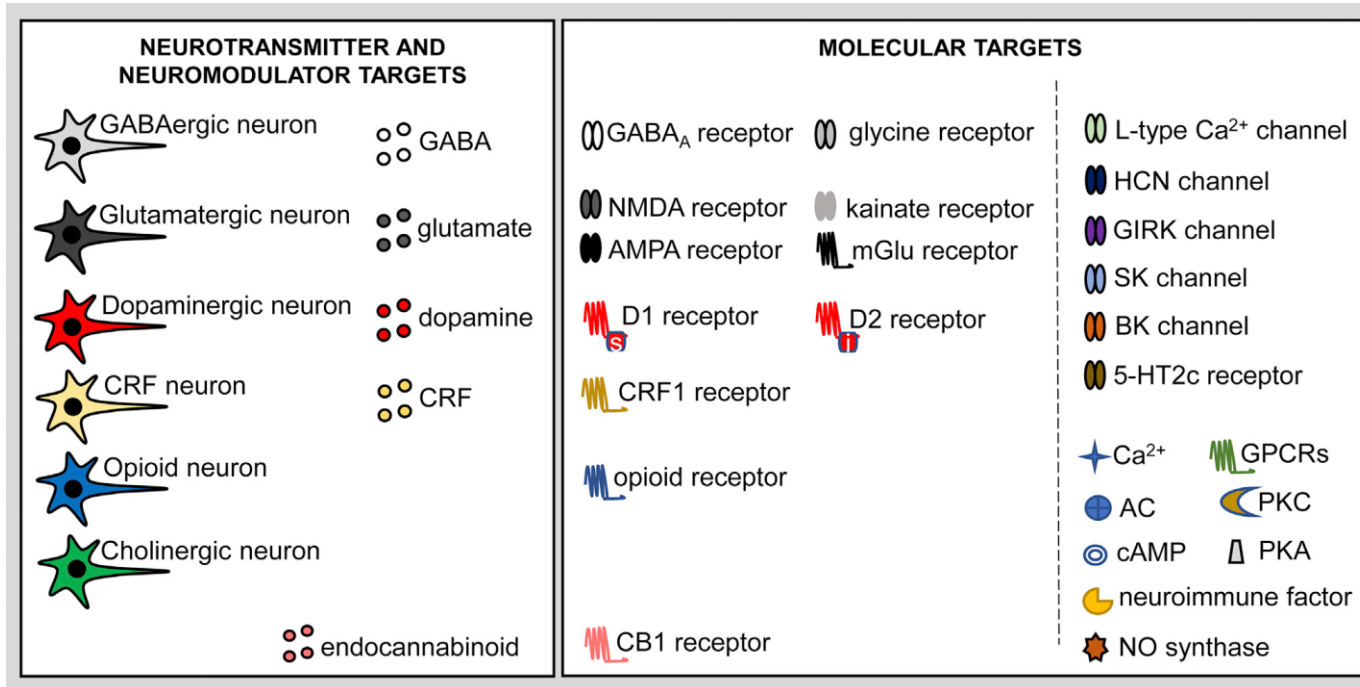 NEUROTRANSMITTER AND
NEUROMODULATOR TARGETS
GABAergic neuron
GABA
Glutamatergic neuron
glutamate
Dopaminergic neuron
dopamine
CRF neuron
CRF
Opioid neuron
Cholinergic neuron
endocannabinoid
MOLECULAR TARGETS
GABA_A receptor
glycine receptor
NMDA receptor
kainate receptor
AMPA receptor
mGlu receptor
D1 receptor
s
D2 receptor
i
CRF1 receptor
opioid receptor
CB1 receptor
L-type Ca²⁺ channel
HCN channel
GIRK channel
SK channel
BK channel
5-HT2c receptor
Ca²⁺
GPCRs
AC
PKC
cAMP
PKA
neuroimmune factor
NO synthase